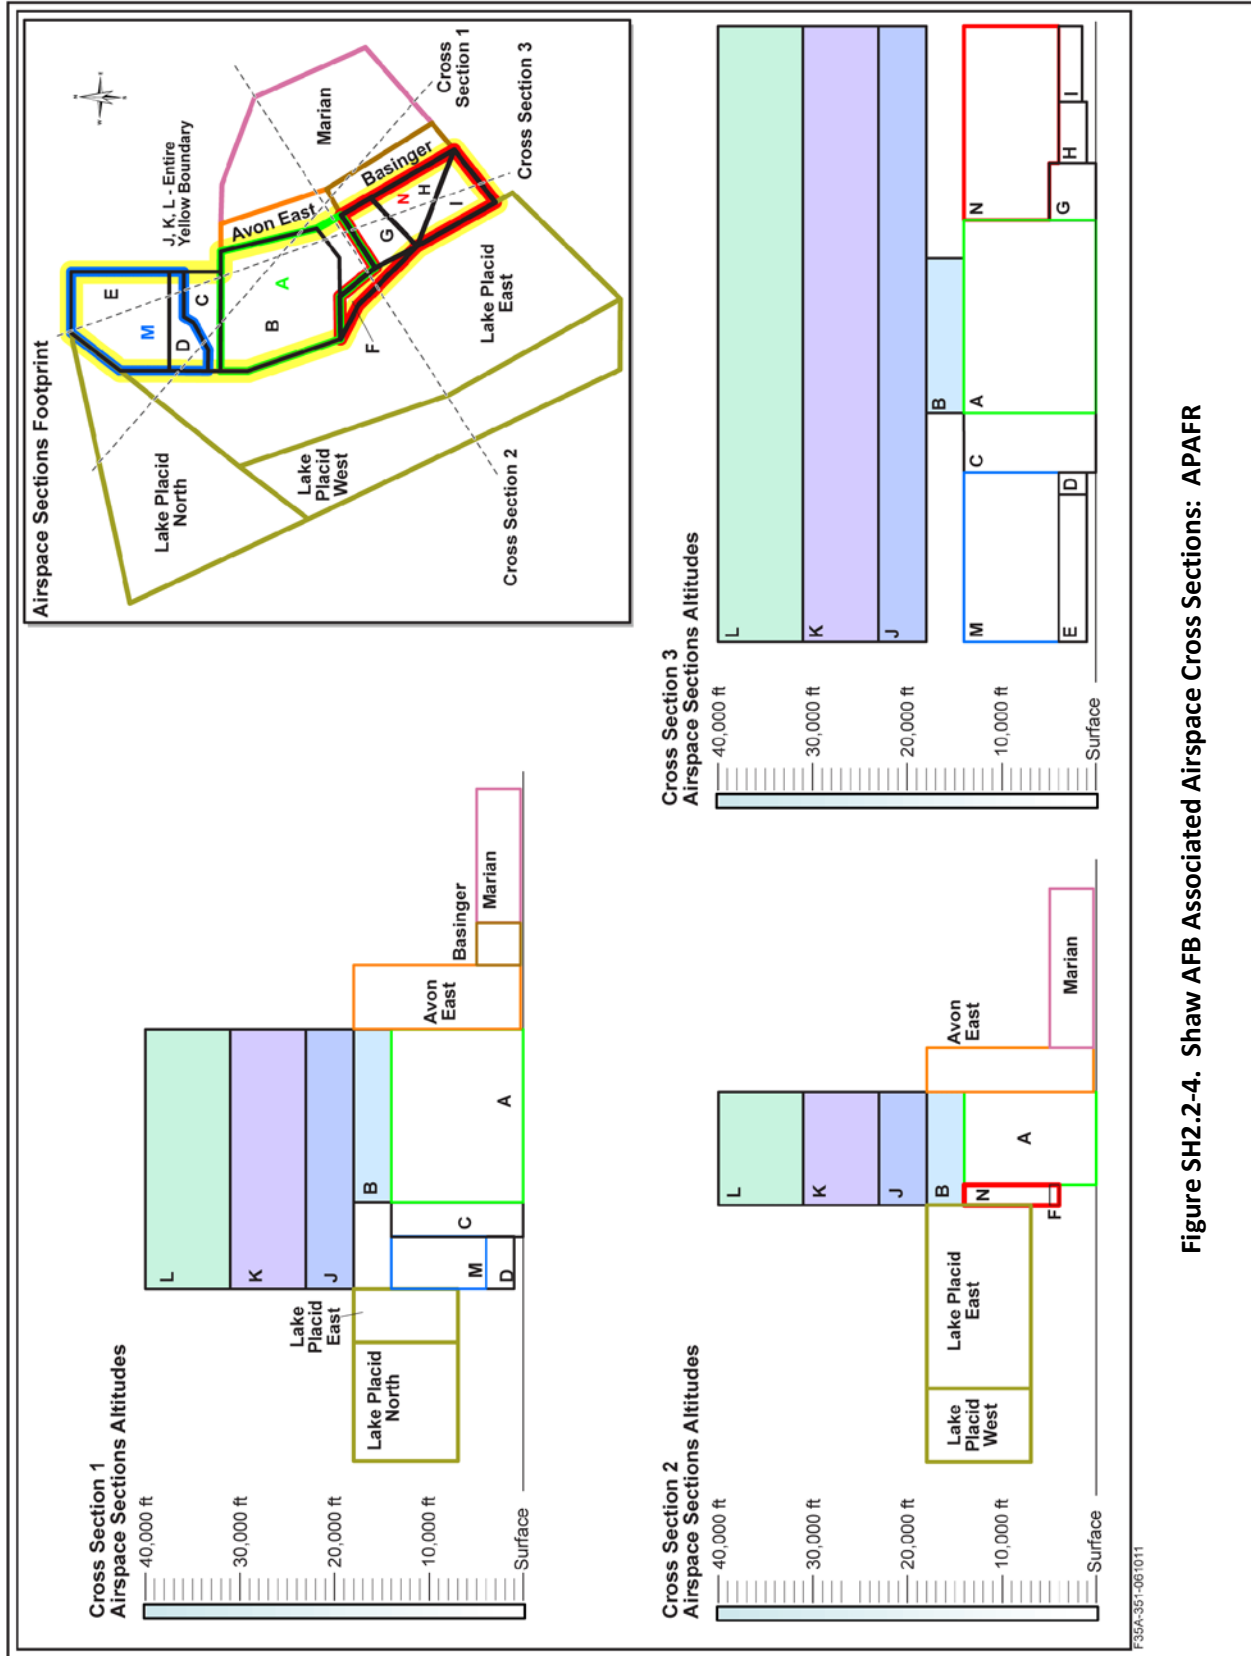 Cross Section 1
Airspace Sections Altitudes
40,000 ft
30,000 ft
20,000 ft
10,000 ft
Surface
L
K
J
B
A
C
M
D
Lake
Placid
East
Lake Placid
North
Avon
East
Basinger
Marian
Airspace Sections Footprint
J, K, L - Entire
Yellow Boundary
E
M
D
C
B
A
F
G
N
H
I
Avon East
Basinger
Marian
Lake Placid
North
Lake
Placid
West
Lake Placid
East
Cross
Section 1
Cross Section 2
Cross Section 3
N
W
E
S
Cross Section 2
Airspace Sections Altitudes
40,000 ft
30,000 ft
20,000 ft
10,000 ft
Surface
L
K
J
B
N
F
A
Lake
Placid
West
Lake Placid
East
Avon
East
Marian
Cross Section 3
Airspace Sections Altitudes
40,000 ft
30,000 ft
20,000 ft
10,000 ft
Surface
L
K
J
B
M
C
A
N
E
D
G
H
I
F35A-351-061011
Figure SH2.2-4.  Shaw AFB Associated Airspace Cross Sections:  APAFR